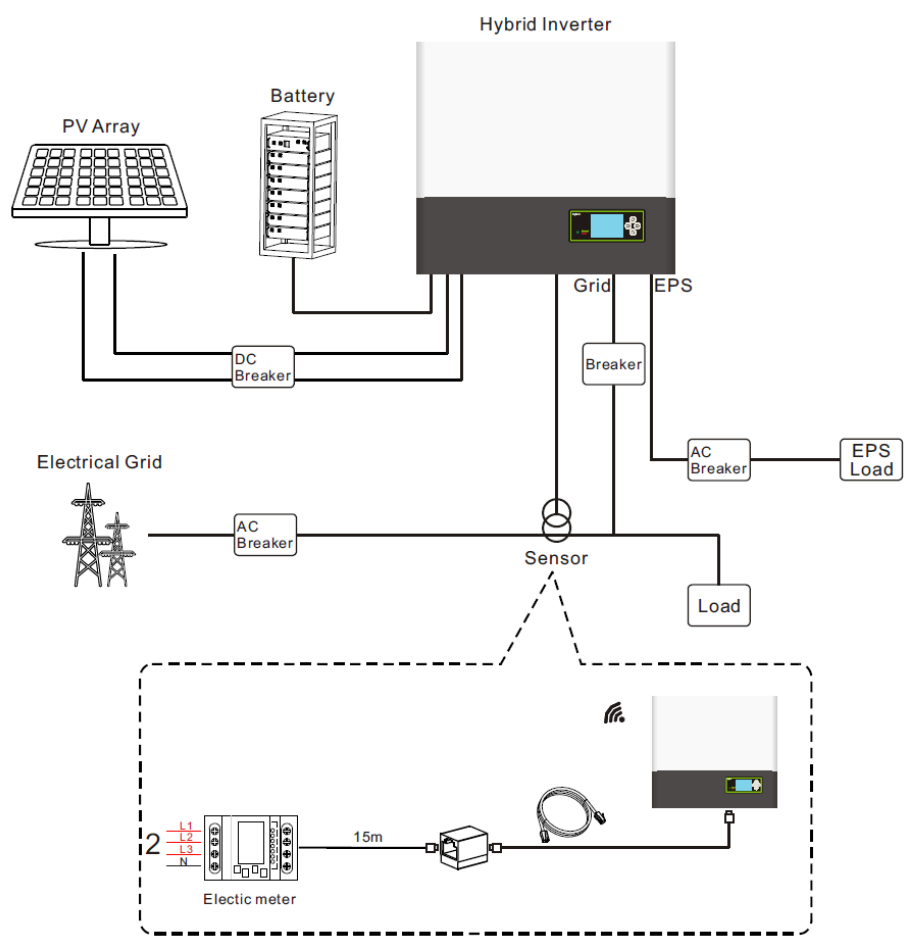 Hybrid Inverter
Battery
PV Array
Grid
EPS
DC
Breaker
Breaker
AC
Breaker
EPS
Load
Electrical Grid
AC
Breaker
Sensor
Load
2
L1
L2
L3
N
15m
Electic meter